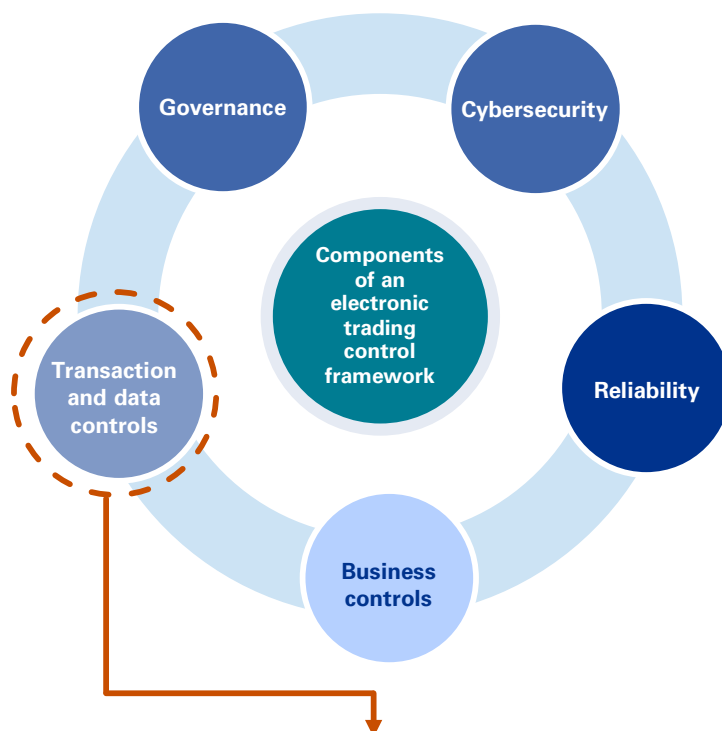 Governance
Cybersecurity
Components
of an
electronic
trading
control
framework
Transaction
and data
controls
Reliability
Business
controls